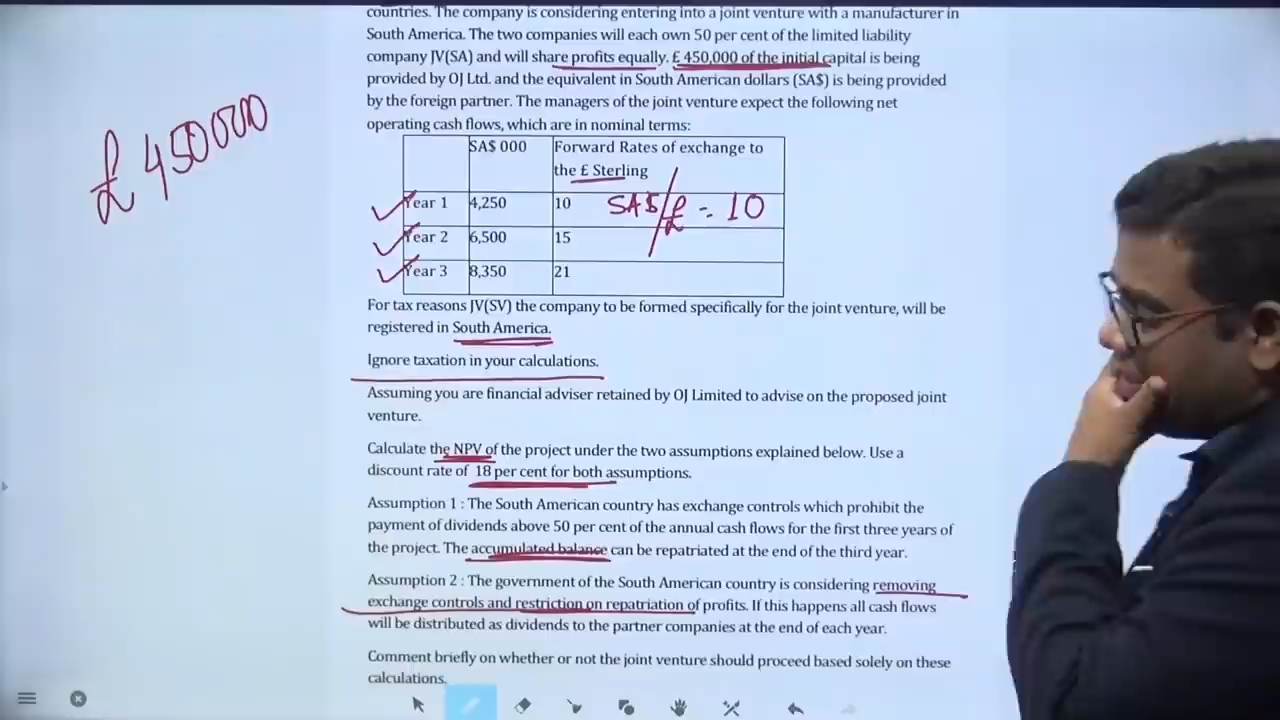 countries. The company is considering entering into a joint venture with a manufacturer in
South America. The two companies will each own 50 per cent of the limited liability
company JV(SA) and will share profits equally. £ 450,000 of the initial capital is being
provided by OJ Ltd. and the equivalent in South American dollars (SA$) is being provided
by the foreign partner. The managers of the joint venture expect the following net
operating cash flows, which are in nominal terms:
£ 450000
SA$ 000 Forward Rates of exchange to
the £ Sterling
Year 1 4,250 10 SA$/£ = 10
Year 2 6,500 15
Year 3 8,350 21
For tax reasons JV(SV) the company to be formed specifically for the joint venture, will be
registered in South America.
Ignore taxation in your calculations.
Assuming you are financial adviser retained by OJ Limited to advise on the proposed joint
venture.
Calculate the NPV of the project under the two assumptions explained below. Use a
discount rate of 18 per cent for both assumptions.
Assumption 1 : The South American country has exchange controls which prohibit the
payment of dividends above 50 per cent of the annual cash flows for the first three years of
the project. The accumulated balance can be repatriated at the end of the third year.
Assumption 2 : The government of the South American country is considering removing
exchange controls and restriction on repatriation of profits. If this happens all cash flows
will be distributed as dividends to the partner companies at the end of each year.
Comment briefly on whether or not the joint venture should proceed based solely on these
calculations.